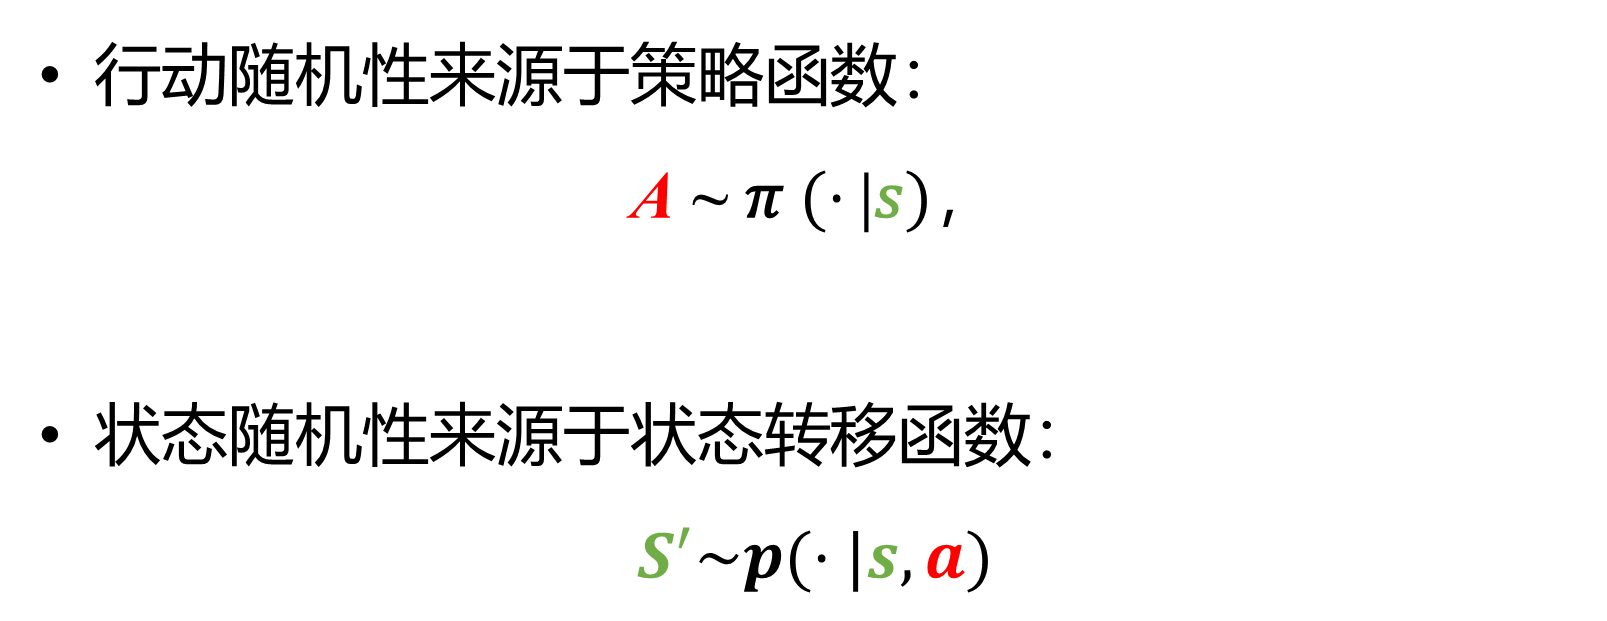 • 行动随机性来源于策略函数：
A ~ π (· |s) ,
• 状态随机性来源于状态转移函数：
S′~p(· |s, a)